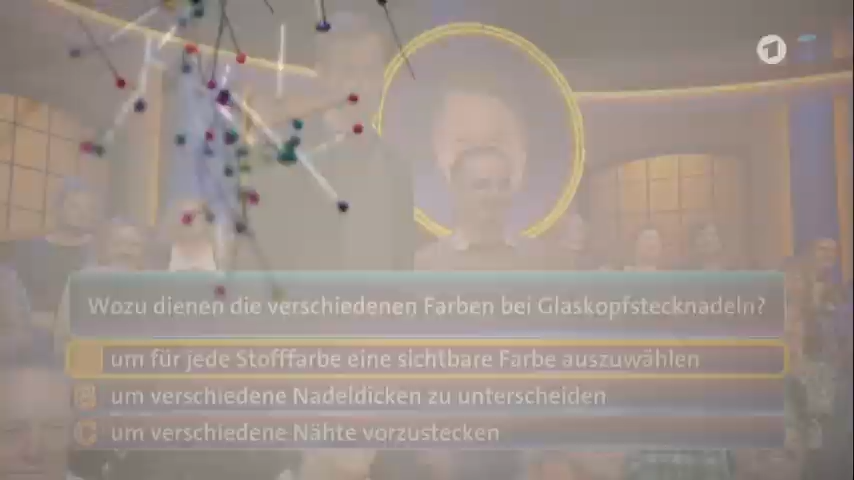 Wozu dienen die verschiedenen Farben bei Glaskopfstecknadeln?
um für jede Stofffarbe eine sichtbare Farbe auszuwählen
B um verschiedene Nadeldicken zu unterscheiden
C um verschiedene Nähte vorzustecken